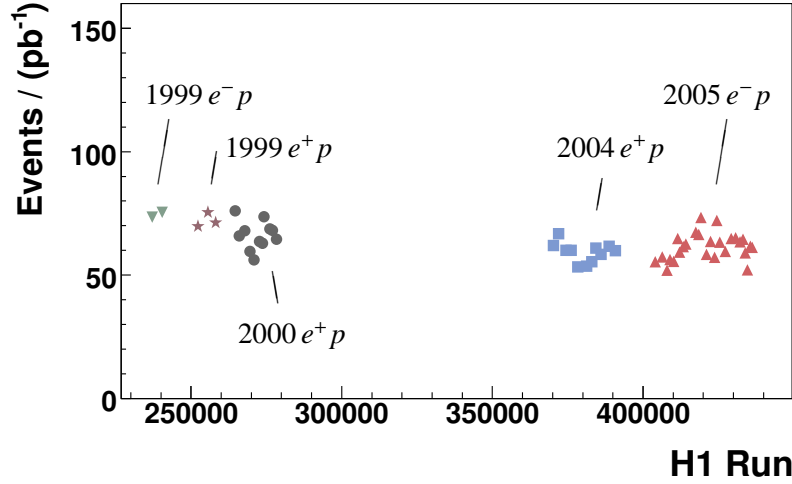 Events / (pb⁻¹)
150
100
50
0
1999 e⁻ p
1999 e⁺ p
2000 e⁺ p
2004 e⁺ p
2005 e⁻ p
250000 300000 350000 400000
H1 Run